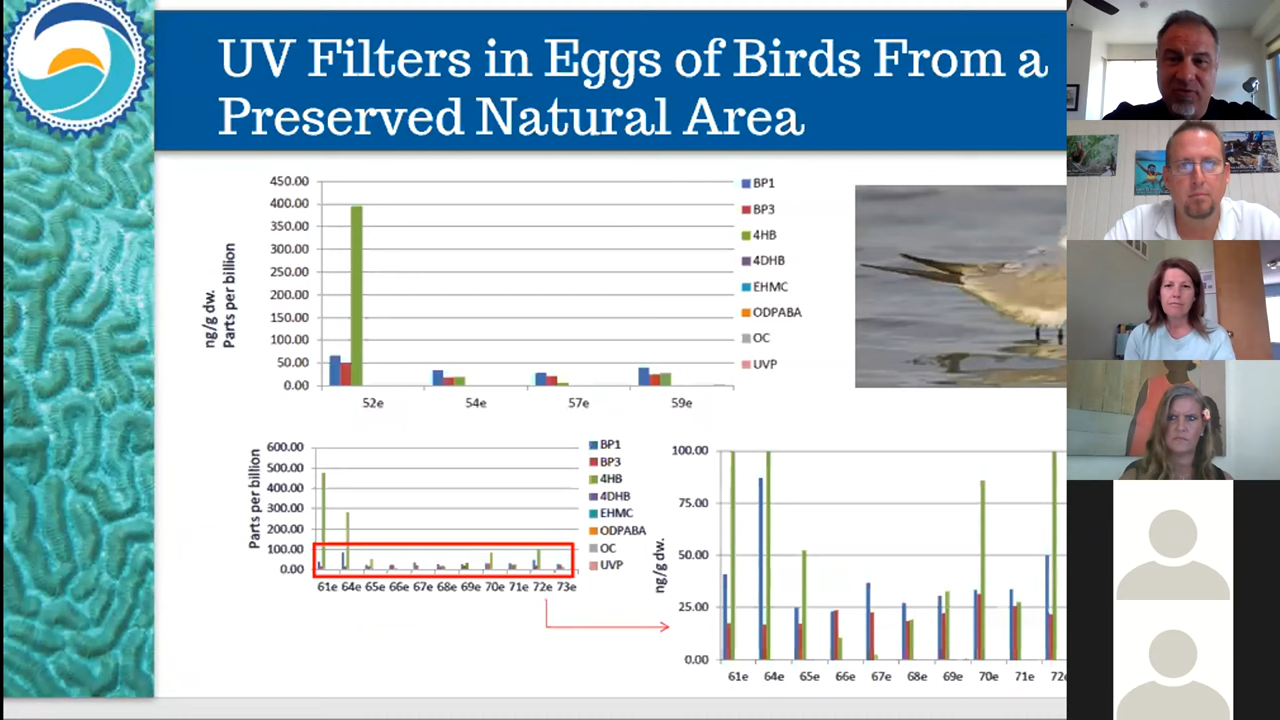 UV Filters in Eggs of Birds From a
Preserved Natural Area
450.00
400.00
350.00
300.00
250.00
200.00
150.00
100.00
50.00
0.00
ng/g dw.
Parts per billion
52e 54e 57e 59e
BP1
BP3
4HB
4DHB
EHMC
ODPABA
OC
UVP
600.00
500.00
400.00
300.00
200.00
100.00
0.00
Parts per billion
61e 64e 65e 66e 67e 68e 69e 70e 71e 72e 73e
BP1
BP3
4HB
4DHB
EHMC
ODPABA
OC
UVP
100.00
75.00
50.00
25.00
0.00
ng/g dw.
61e 64e 65e 66e 67e 68e 69e 70e 71e 72e